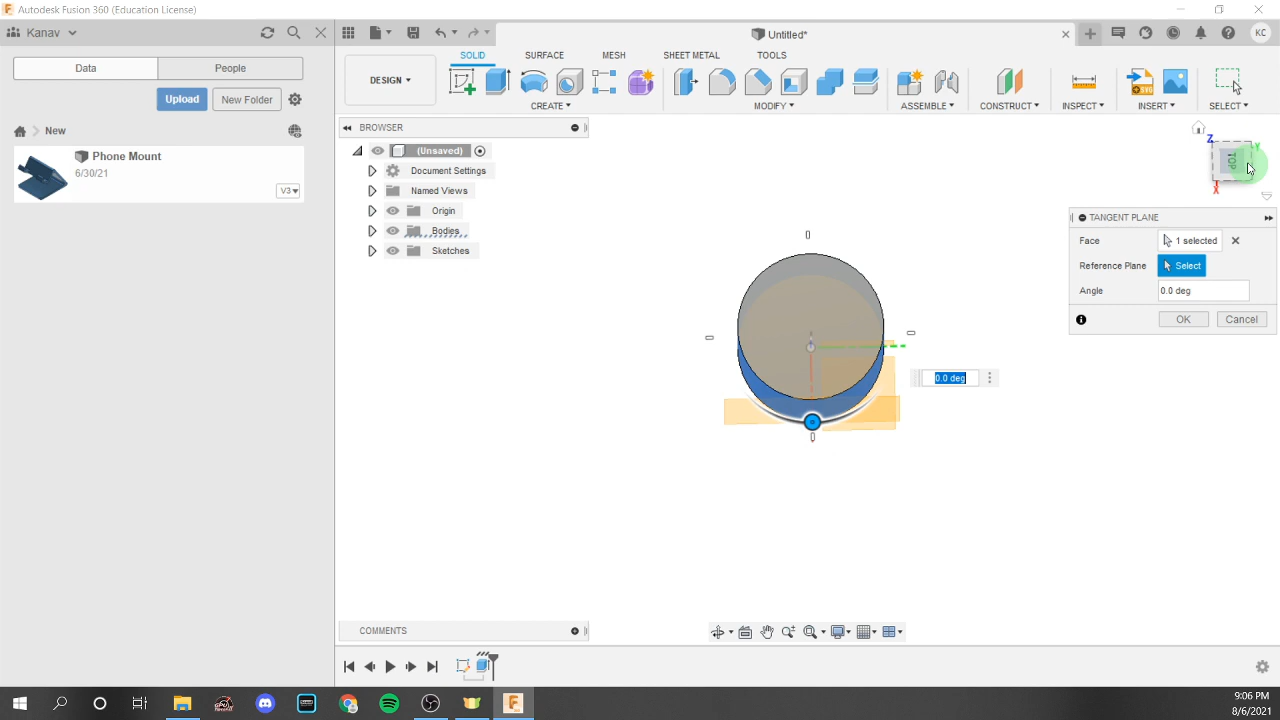 Autodesk Fusion 360 (Education License)
Kanav
Untitled*
KC
Data
People
Upload
New Folder
New
Phone Mount
6/30/21
V3
DESIGN
SOLID
SURFACE
MESH
SHEET METAL
TOOLS
CREATE
MODIFY
ASSEMBLE
CONSTRUCT
INSPECT
INSERT
SELECT
BROWSER
(Unsaved)
Document Settings
Named Views
Origin
Bodies
Sketches
Z
Y
TOP
X
TANGENT PLANE
Face
1 selected
Reference Plane
Select
Angle
0.0 deg
OK
Cancel
0.0 deg
COMMENTS
9:06 PM
8/6/2021